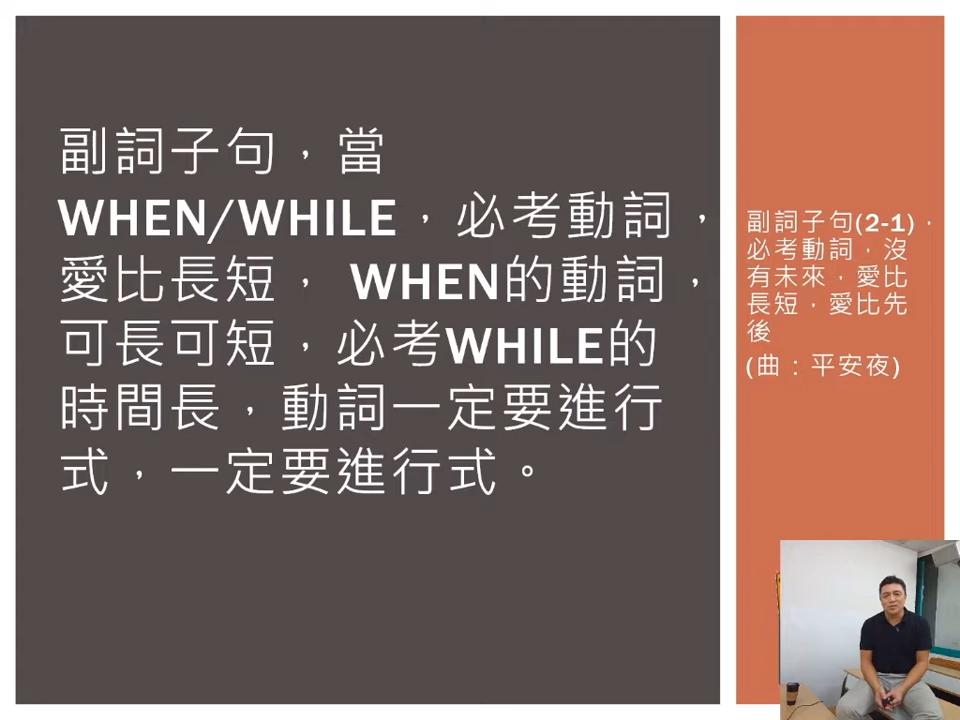 副詞子句，當
WHEN/WHILE，必考動詞，
愛比長短， WHEN的動詞，
可長可短，必考WHILE的
時間長，動詞一定要進行
式，一定要進行式。
副詞子句(2-1)，
必考動詞，沒
有未來，愛比
長短，愛比先
後
(曲：平安夜)